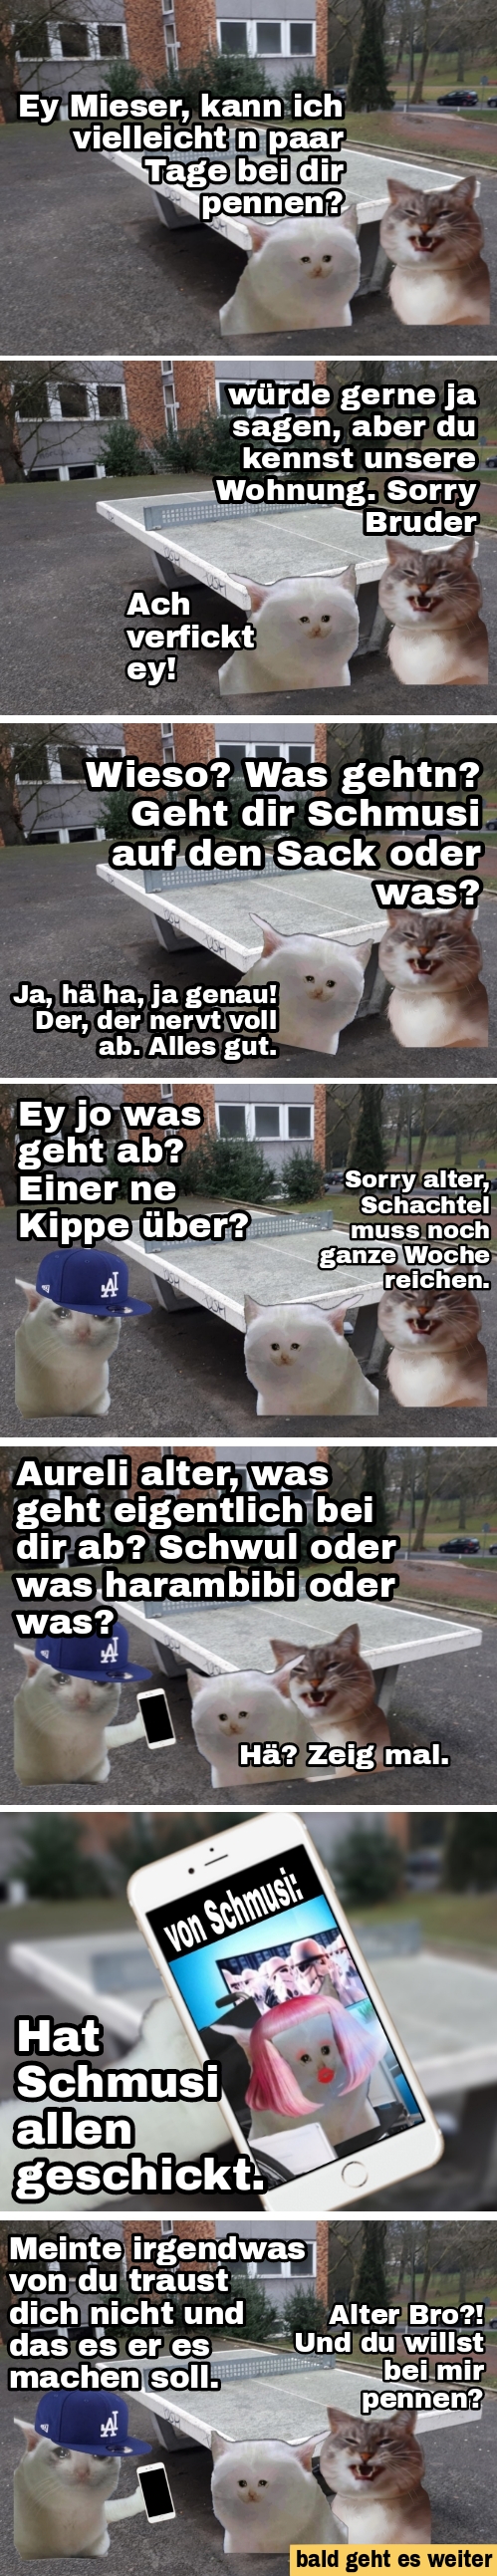 Ey Mieser, kann ich
vielleicht n paar
Tage bei dir
pennen?
würde gerne ja
sagen, aber du
kennst unsere
Wohnung. Sorry
Bruder
Ach
verfickt
ey!
Wieso? Was gehtn?
Geht dir Schmusi
auf den Sack oder
was?
Ja, hä ha, ja genau!
Der, der nervt voll
ab. Alles gut.
Ey jo was
geht ab?
Einer ne
Kippe über?
Sorry alter,
Schachtel
muss noch
ganze Woche
reichen.
Aureli alter, was
geht eigentlich bei
dir ab? Schwul oder
was harambibi oder
was?
Hä? Zeig mal.
von Schmusi:
Hat
Schmusi
allen
geschickt.
Meinte irgendwas
von du traust
dich nicht und
das es er es
machen soll.
Alter Bro?!
Und du willst
bei mir
pennen?
bald geht es weiter